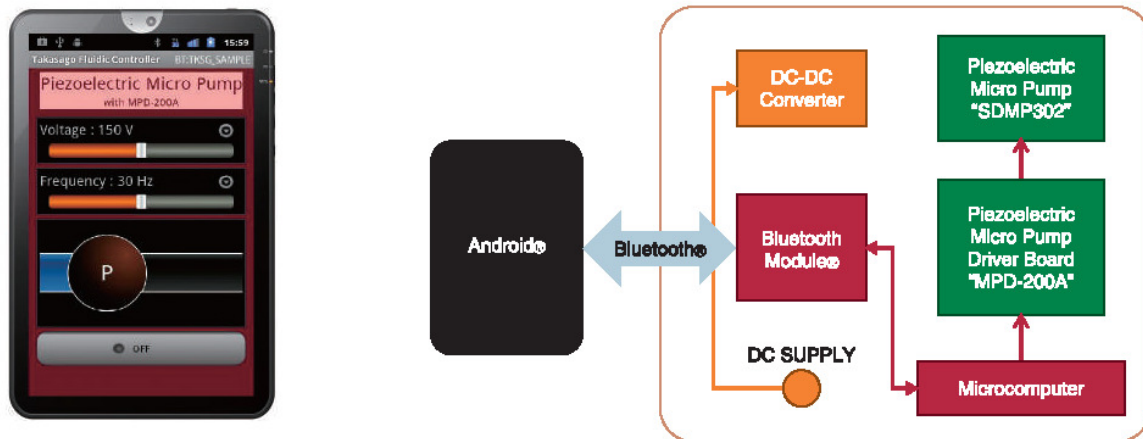 15:59
Takasago Fluidic Controller BT:TKSG_SAMPLE
Piezoelectric Micro Pump
with MPD-200A
Voltage : 150 V
Frequency : 30 Hz
P
OFF
Android®
Bluetooth®
DC-DC
Converter
Bluetooth
Module®
DC SUPPLY
Piezoelectric
Micro Pump
"SDMP302"
Piezoelectric
Micro Pump
Driver Board
"MPD-200A"
Microcomputer